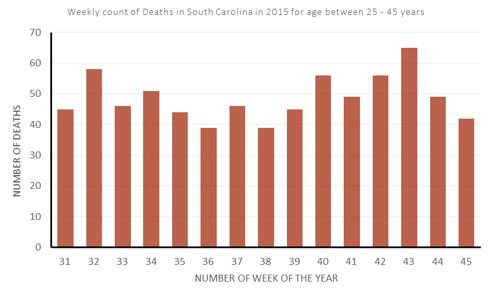 Weekly count of Deaths in South Carolina in 2015 for age between 25 - 45 years
70
60
50
40
30
20
10
0
NUMBER OF DEATHS
31 32 33 34 35 36 37 38 39 40 41 42 43 44 45
NUMBER OF WEEK OF THE YEAR